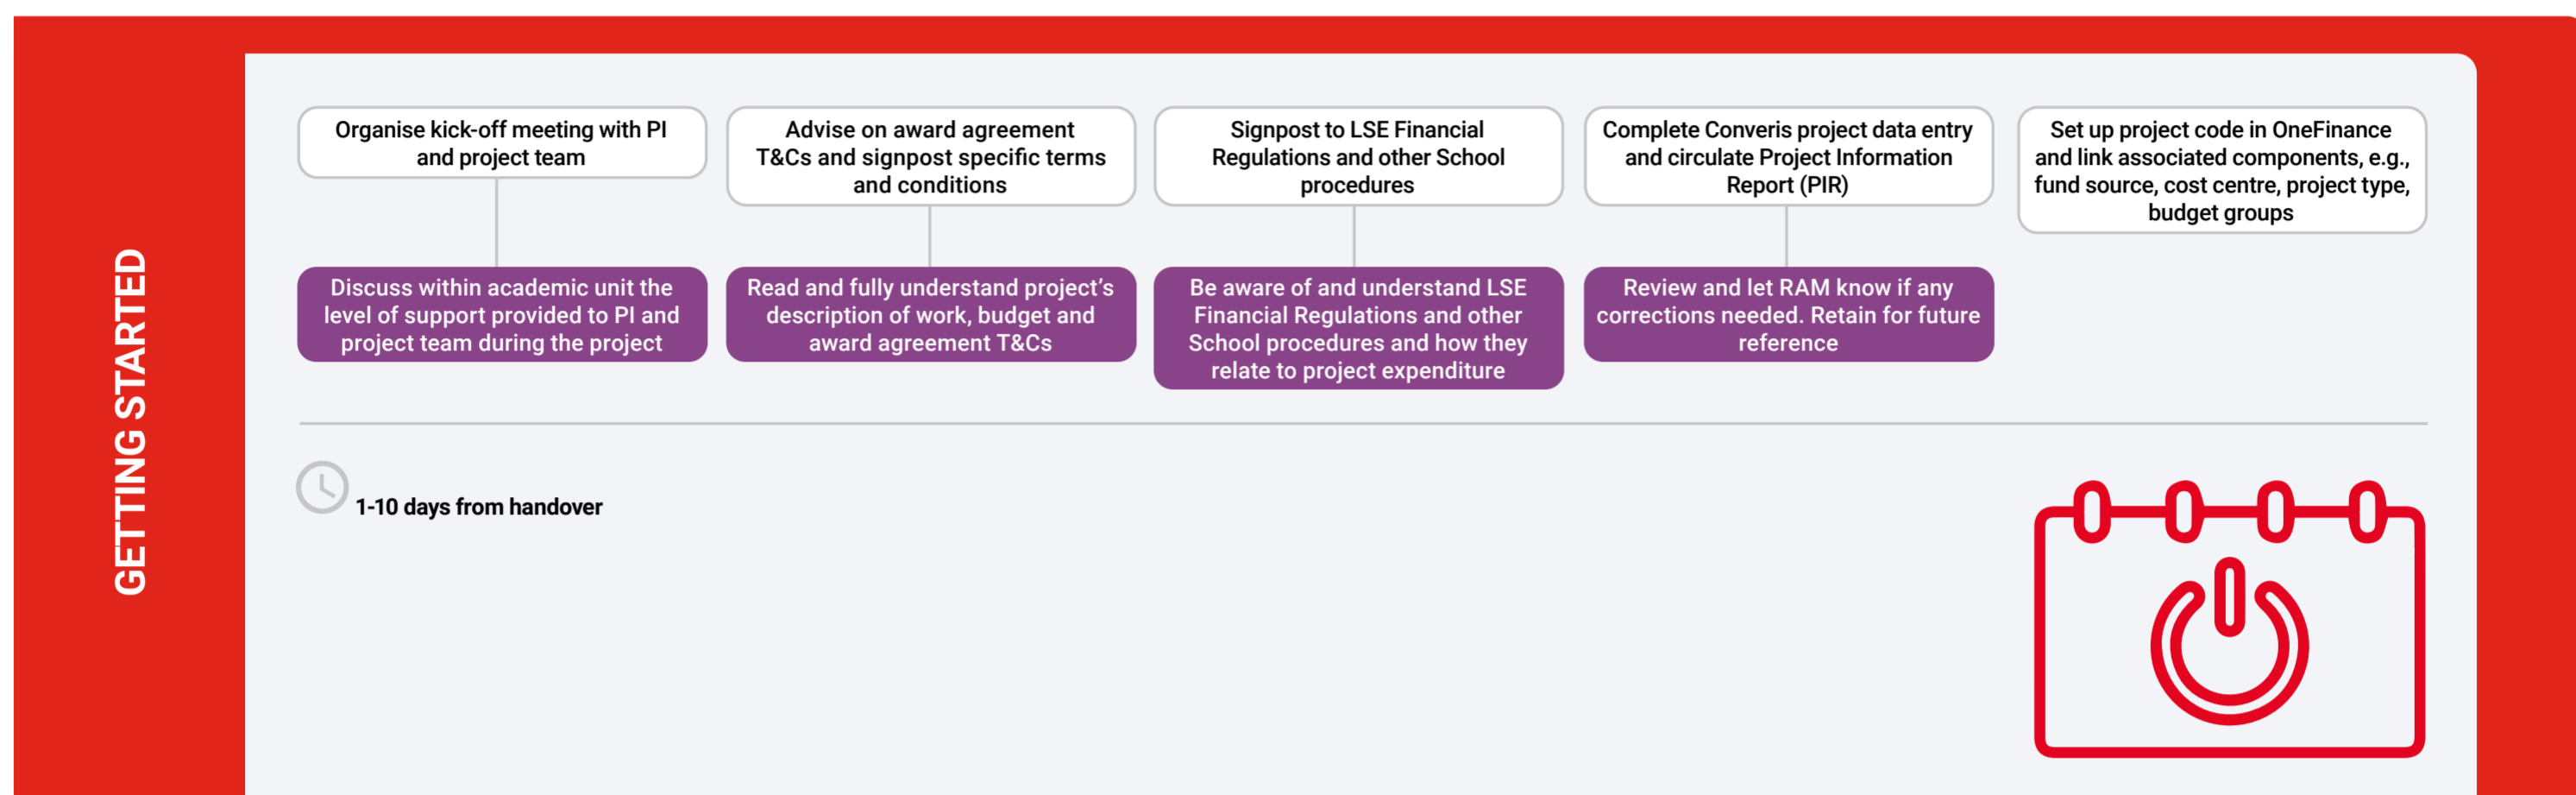 GETTING STARTED
Organise kick-off meeting with PI
and project team
Advise on award agreement
T&Cs and signpost specific terms
and conditions
Signpost to LSE Financial
Regulations and other School
procedures
Complete Converis project data entry
and circulate Project Information
Report (PIR)
Set up project code in OneFinance
and link associated components, e.g.,
fund source, cost centre, project type,
budget groups
Discuss within academic unit the
level of support provided to PI and
project team during the project
Read and fully understand project’s
description of work, budget and
award agreement T&Cs
Be aware of and understand LSE
Financial Regulations and other
School procedures and how they
relate to project expenditure
Review and let RAM know if any
corrections needed. Retain for future
reference
1-10 days from handover